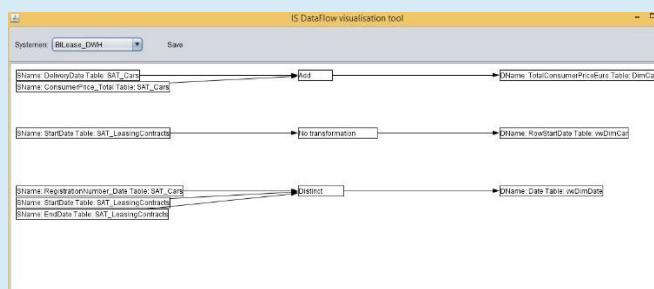 IS DataFlow visualisation tool
Systemen: BILease_DWH Save
SName: DeliveryDate Table: SAT_Cars Add DName: TotalConsumerPriceEuro Table: DimCa
SName: ConsumerPrice_Total Table: SAT_Cars
SName: StartDate Table: SAT_LeasingContracts No transformation DName: RowStartDate Table: vwDimCar
SName: RegistrationNumber_Date Table: SAT_Cars Distinct DName: Date Table: vwDimDate
SName: StartDate Table: SAT_LeasingContracts
SName: EndDate Table: SAT_LeasingContracts